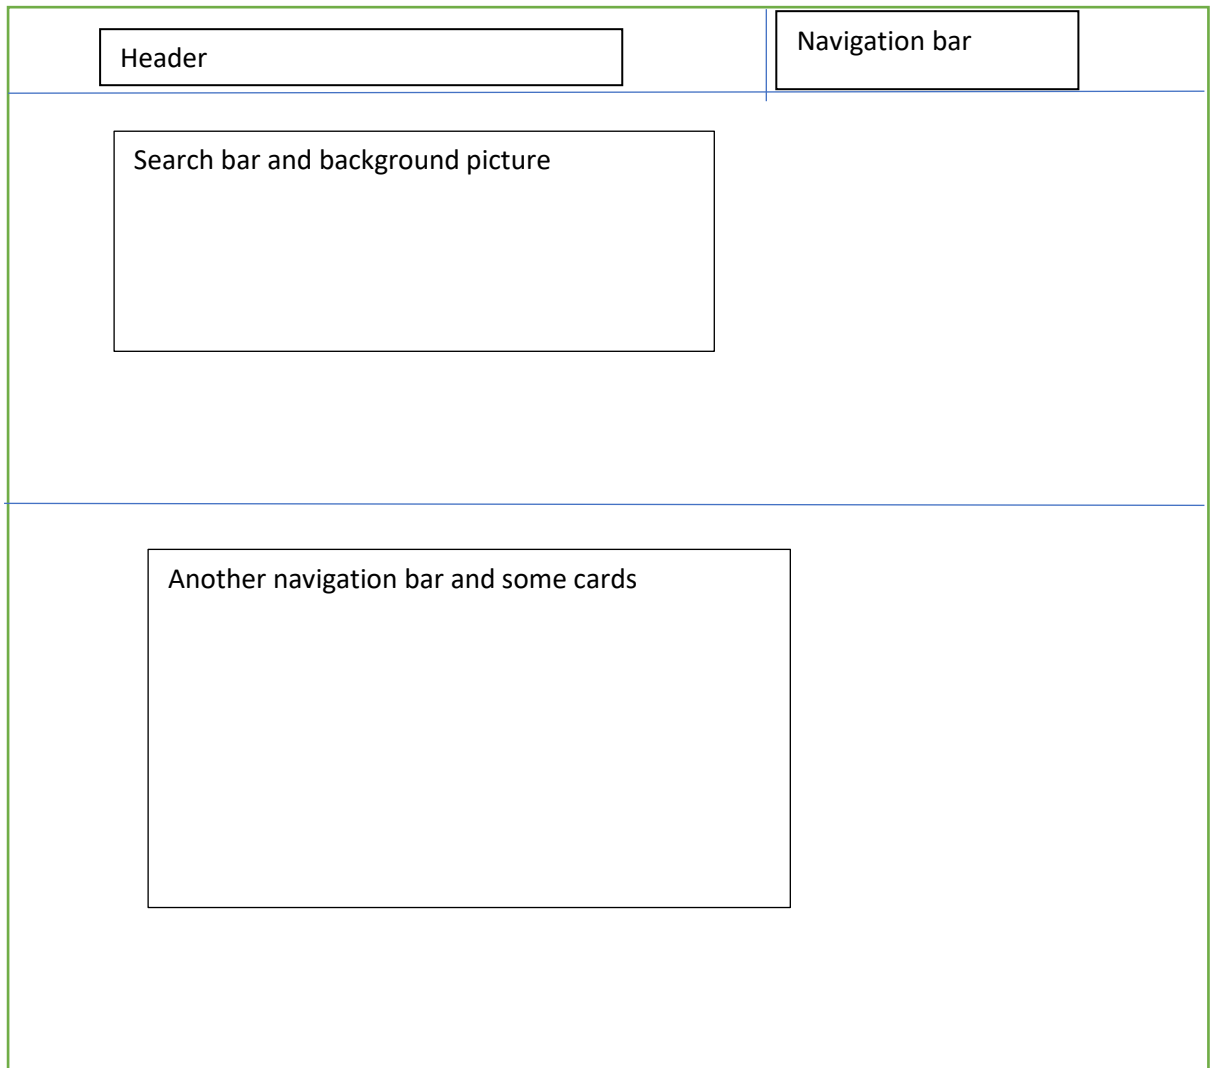 Header
Navigation bar
Search bar and background picture
Another navigation bar and some cards